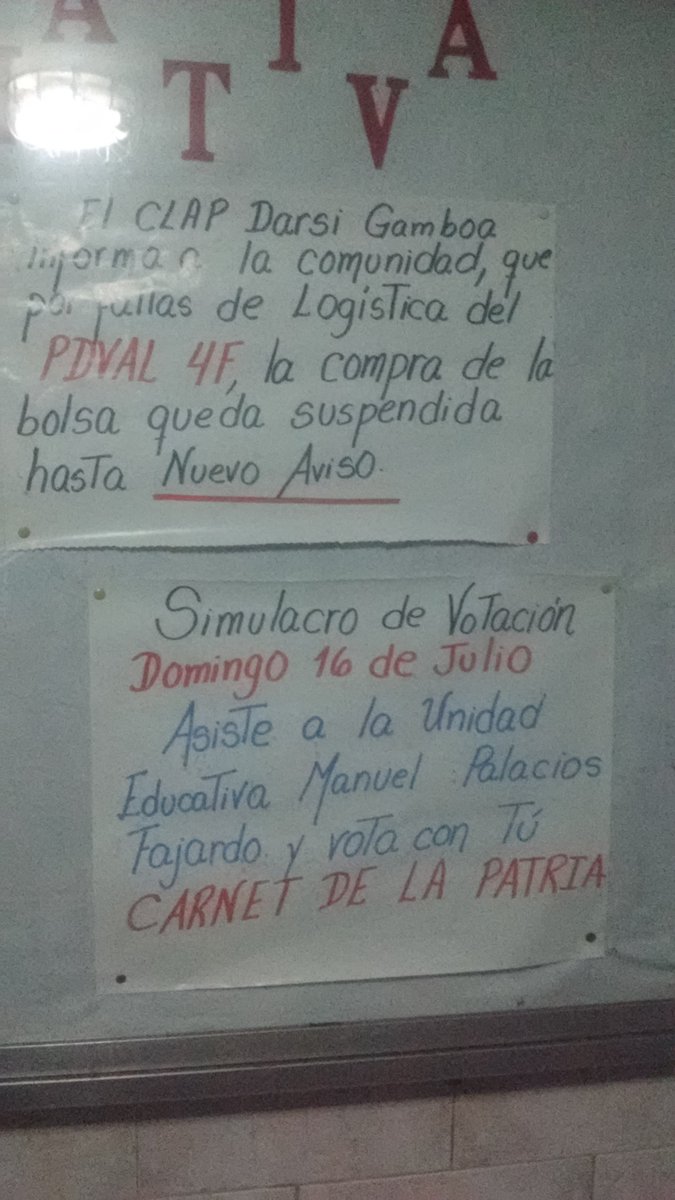 A I A
T V
El CLAP Darsi Gamboa
informa a la comunidad, que
por fallas de Logística del
PDVAL 4F, la compra de la
bolsa queda suspendida
hasta Nuevo Aviso.
Simulacro de Votación
Domingo 16 de Julio
Asiste a la Unidad
Educativa Manuel Palacios
Fajardo y vota con Tú
CARNET DE LA PATRIA